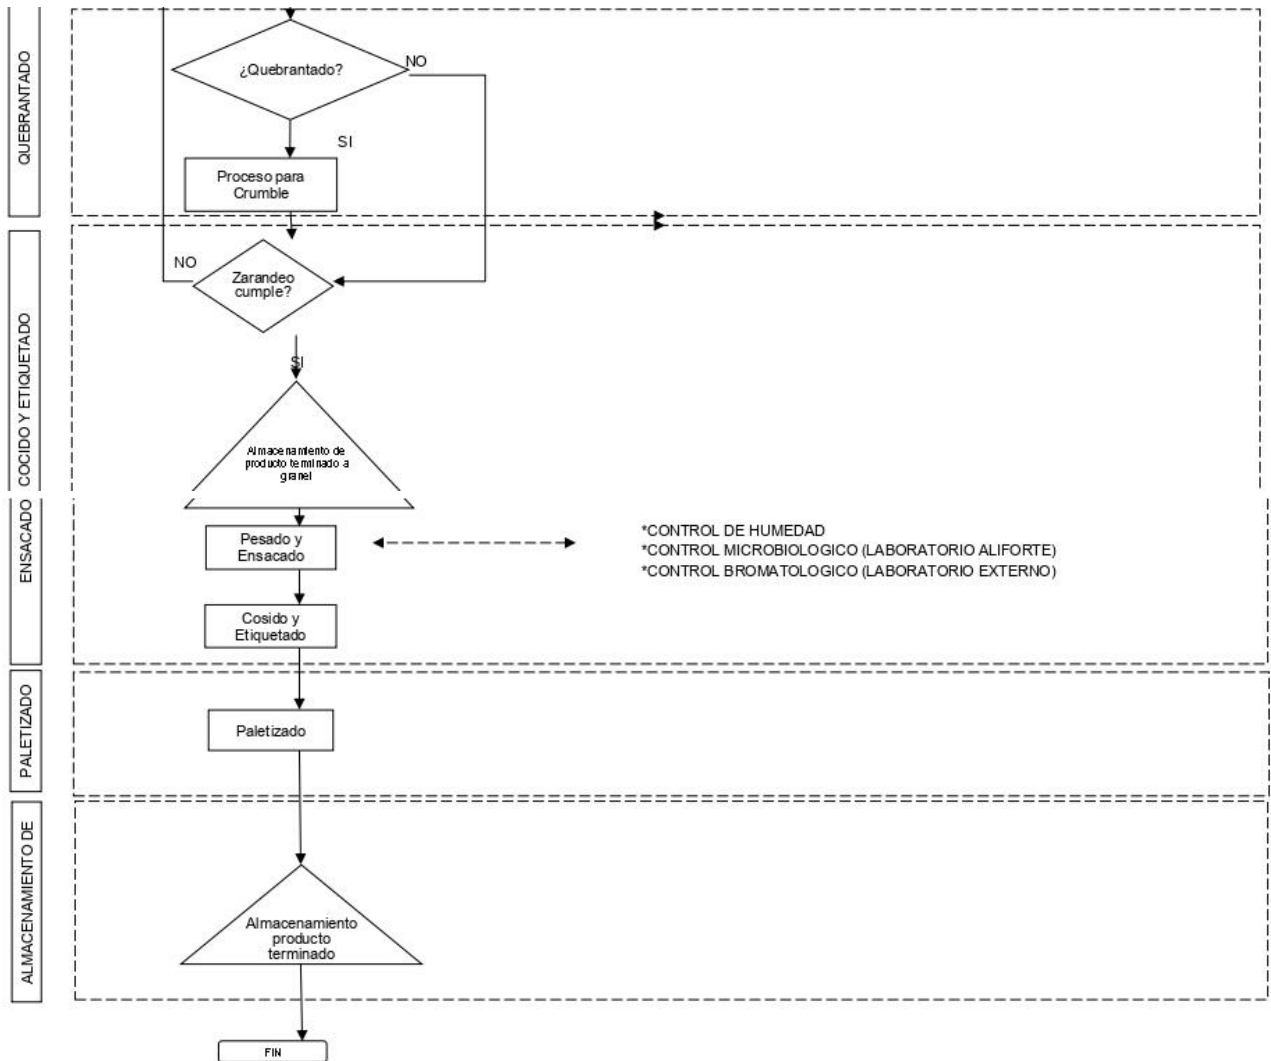 QUEBRANTADO
¿Quebrantado?
NO
SI
Proceso para
Crumble
ENSACADO COCIDO Y ETIQUETADO
NO
Zarandeo
cumple?
SI
Almacenamiento de
producto terminado a
granel
Pesado y
Ensacado
*CONTROL DE HUMEDAD
*CONTROL MICROBIOLOGICO (LABORATORIO ALIFORTE)
*CONTROL BROMATOLOGICO (LABORATORIO EXTERNO)
Cosido y
Etiquetado
PALETIZADO
Paletizado
ALMACENAMIENTO DE
Almacenamiento
producto
terminado
FIN